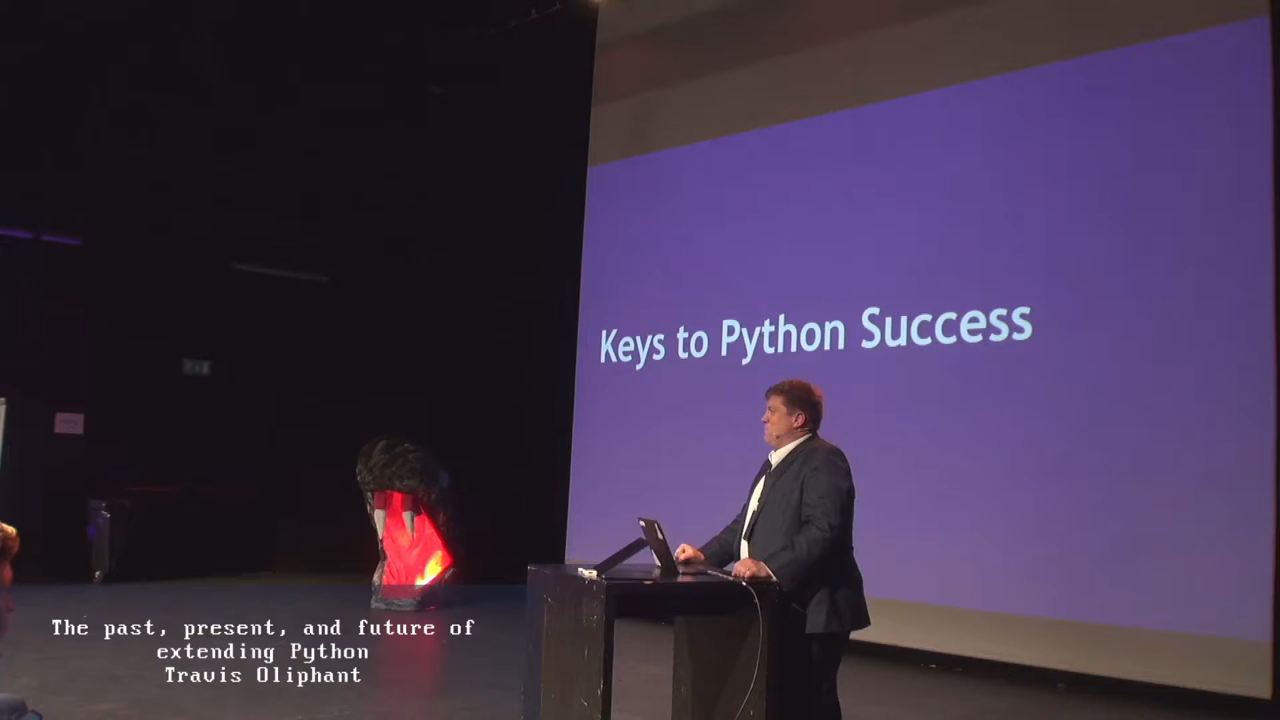 Keys to Python Success
The past, present, and future of
extending Python
Travis Oliphant